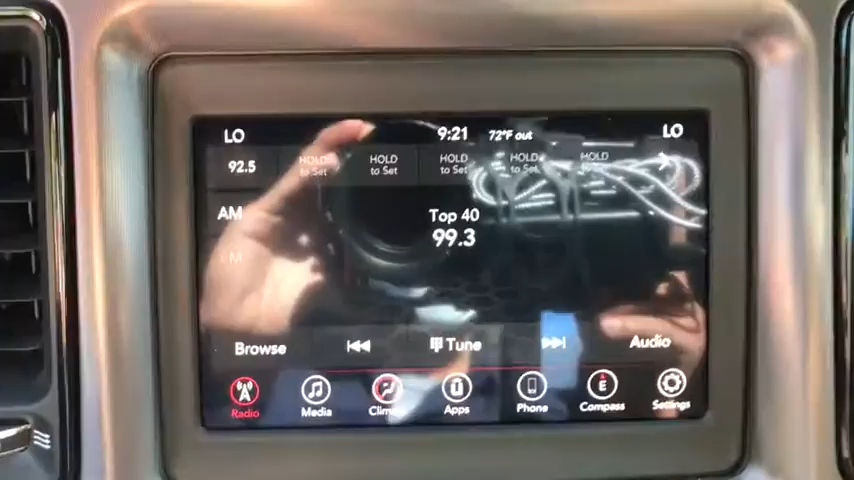 LO 9:21 72°F out LO
92.5 HOLD to Set HOLD to Set HOLD to Set HOLD to Set HOLD to Set
AM
Top 40
99.3
FM
Browse Tune Audio
Radio Media Climate Apps Phone Compass Settings
E